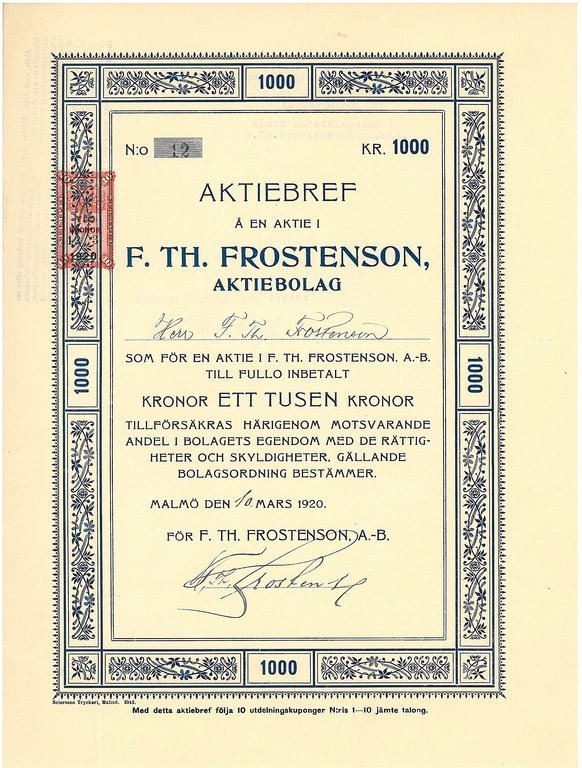 1000
N:o 12
KR. 1000
AKTIEBREF
Å EN AKTIE I
F. TH. FROSTENSON,
AKTIEBOLAG
Herr F. Th. Frostenson
SOM FÖR EN AKTIE I F. TH. FROSTENSON, A.-B.
TILL FULLO INBETALT
KRONOR ETT TUSEN KRONOR
TILLFÖRSÄKRAS HÄRIGENOM MOTSVARANDE
ANDEL I BOLAGETS EGENDOM MED DE RÄTTIG-
HETER OCH SKYLDIGHETER, GÄLLANDE
BOLAGSORDNING BESTÄMMER.
MALMÖ DEN 10 MARS 1920.
FÖR F. TH. FROSTENSON, A.-B.
F. Th. Frostenson
1000
1000
1000
KRONOR
1920
Med detta aktiebref följa 10 utdelningskuponger N:ris 1—10 jämte talong.